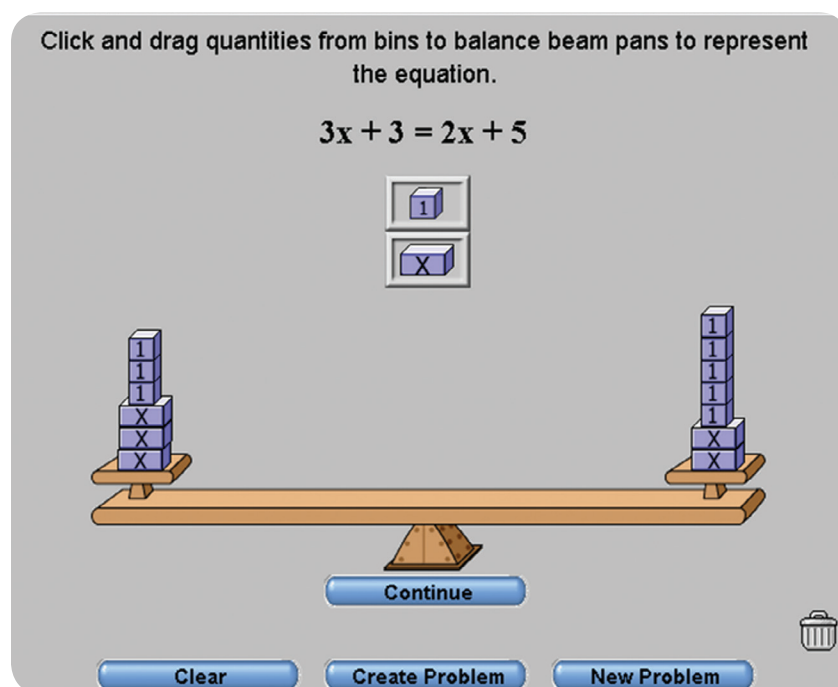 Click and drag quantities from bins to balance beam pans to represent
the equation.
3x + 3 = 2x + 5
1
X
1
1
1
X
X
X
1
1
1
1
1
X
X
Continue
Clear
Create Problem
New Problem